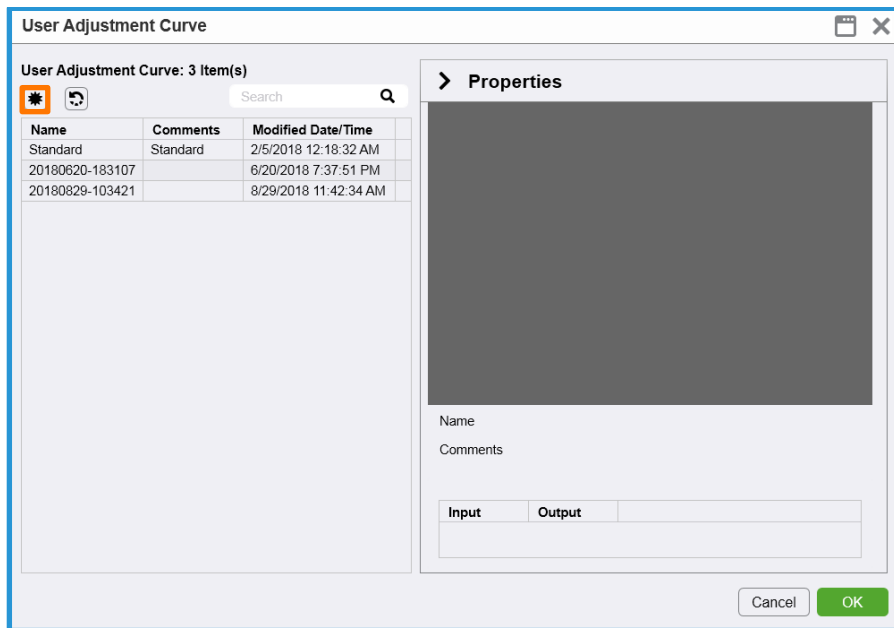 User Adjustment Curve
User Adjustment Curve: 3 Item(s)
Search
Name Comments Modified Date/Time
Standard Standard 2/5/2018 12:18:32 AM
20180620-183107 6/20/2018 7:37:51 PM
20180829-103421 8/29/2018 11:42:34 AM
Properties
Name
Comments
Input Output
Cancel OK